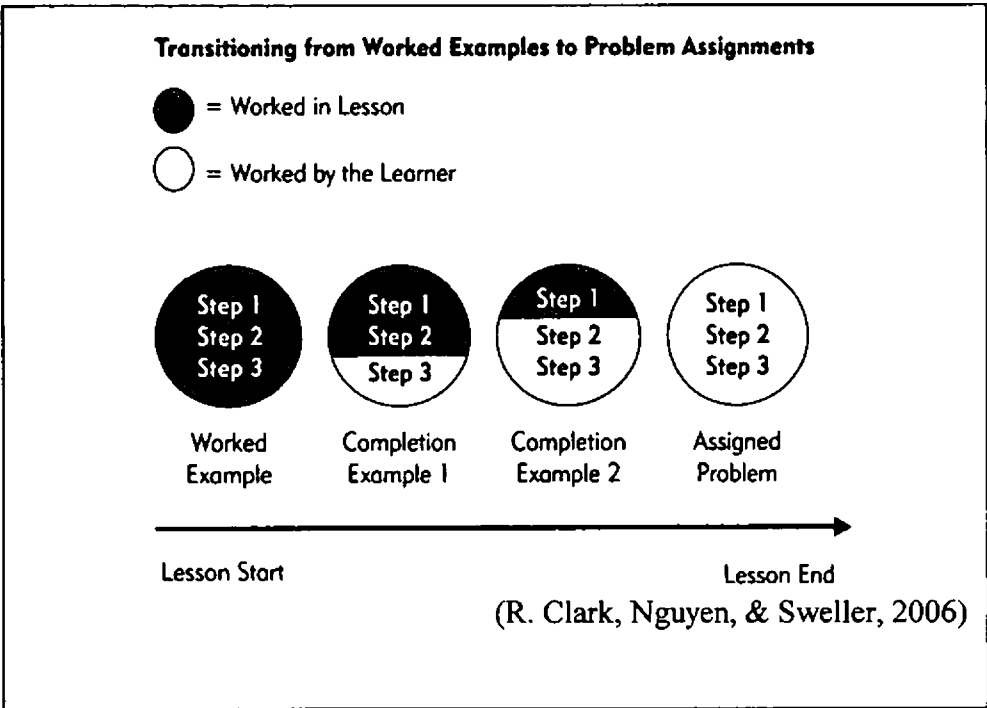 Transitioning from Worked Examples to Problem Assignments
= Worked in Lesson
= Worked by the Learner
Step 1
Step 2
Step 3
Worked
Example
Step 1
Step 2
Step 3
Completion
Example 1
Step 1
Step 2
Step 3
Completion
Example 2
Step 1
Step 2
Step 3
Assigned
Problem
Lesson Start
Lesson End
(R. Clark, Nguyen, & Sweller, 2006)